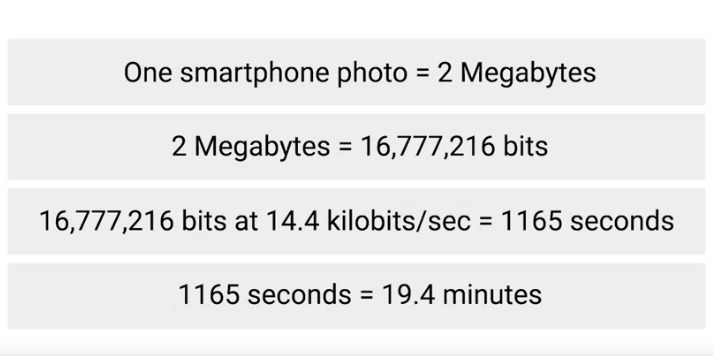 One smartphone photo = 2 Megabytes
2 Megabytes = 16,777,216 bits
16,777,216 bits at 14.4 kilobits/sec = 1165 seconds
1165 seconds = 19.4 minutes